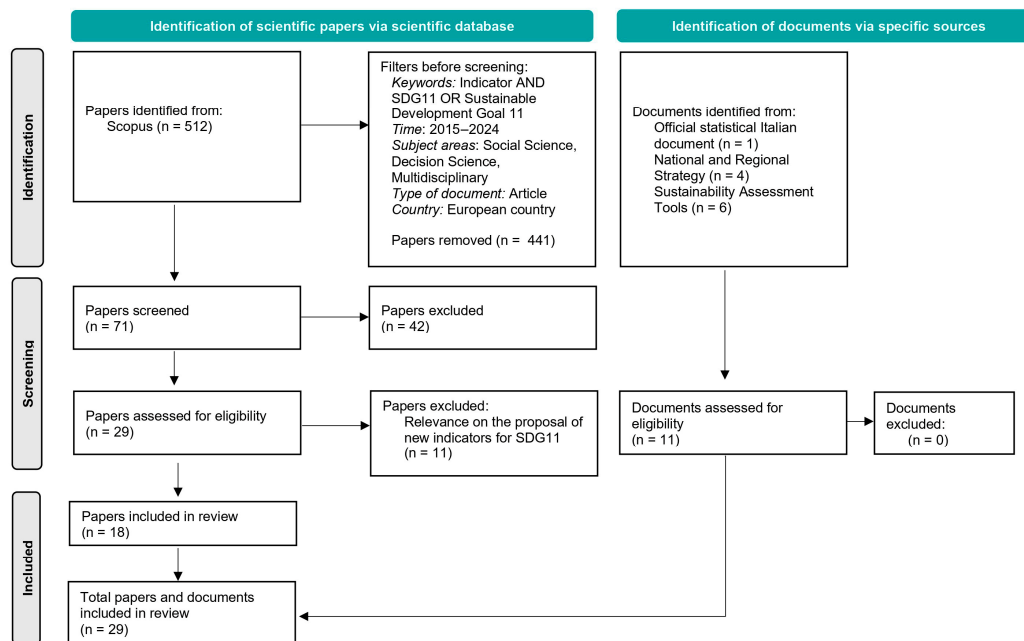 Identification of scientific papers via scientific database
Identification of documents via specific sources
Identification
Papers identified from:
Scopus (n = 512)
Filters before screening:
Keywords: Indicator AND
SDG11 OR Sustainable
Development Goal 11
Time: 2015–2024
Subject areas: Social Science,
Decision Science,
Multidisciplinary
Type of document: Article
Country: European country
Papers removed (n = 441)
Documents identified from:
Official statistical Italian
document (n = 1)
National and Regional
Strategy (n = 4)
Sustainability Assessment
Tools (n = 6)
Screening
Papers screened
(n = 71)
Papers excluded
(n = 42)
Papers assessed for eligibility
(n = 29)
Papers excluded:
Relevance on the proposal of
new indicators for SDG11
(n = 11)
Documents assessed for
eligibility
(n = 11)
Documents
excluded:
(n = 0)
Included
Papers included in review
(n = 18)
Total papers and documents
included in review
(n = 29)